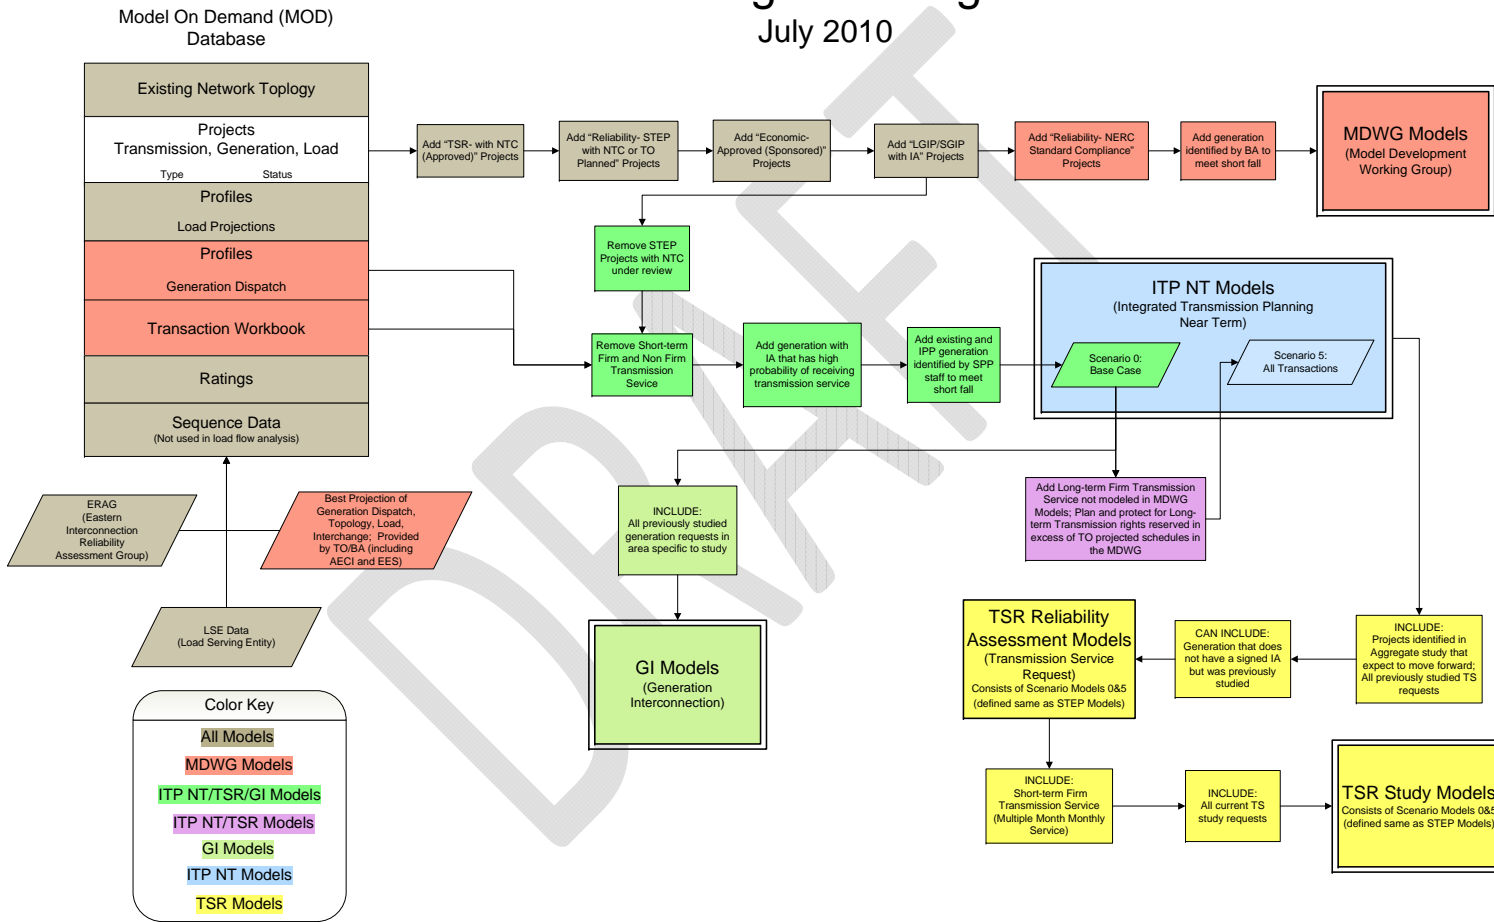 July 2010
Model On Demand (MOD)
Database
Existing Network Toplogy
Projects
Transmission, Generation, Load
Type Status
Profiles
Load Projections
Profiles
Generation Dispatch
Transaction Workbook
Ratings
Sequence Data
(Not used in load flow analysis)
Add “TSR- with NTC
(Approved)” Projects
Add “Reliability- STEP
with NTC or TO
Planned” Projects
Add “Economic-
Approved (Sponsored)”
Projects
Add “LGIP/SGIP
with IA” Projects
Add “Reliability- NERC
Standard Compliance”
Projects
Add generation
identified by BA to
meet short fall
MDWG Models
(Model Development
Working Group)
Remove STEP
Projects with NTC
under review
Remove Short-term
Firm and Non Firm
Transmission
Sevice
Add generation with
IA that has high
probability of receiving
transmission service
Add existing and
IPP generation
identified by SPP
staff to meet
short fall
ITP NT Models
(Integrated Transmission Planning
Near Term)
Scenario 0:
Base Case
Scenario 5:
All Transactions
DRAFT
ERAG
(Eastern
Interconnection
Reliability
Assessment Group)
Best Projection of
Generation Dispatch,
Topology, Load,
Interchange; Provided
by TO/BA (including
AECI and EES)
LSE Data
(Load Serving Entity)
INCLUDE:
All previously studied
generation requests in
area specific to study
GI Models
(Generation
Interconnection)
Add Long-term Firm Transmission
Service not modeled in MDWG
Models; Plan and protect for Long-
term Transmission rights reserved in
excess of TO projected schedules in
the MDWG
TSR Reliability
Assessment Models
(Transmission Service
Request)
Consists of Scenario Models 0&5
(defined same as STEP Models)
CAN INCLUDE:
Generation that does
not have a signed IA
but was previously
studied
INCLUDE:
Projects identified in
Aggregate study that
expect to move forward;
All previously studied TS
requests
INCLUDE:
Short-term Firm
Transmission Service
(Multiple Month Monthly
Service)
INCLUDE:
All current TS
study requests
TSR Study Models
Consists of Scenario Models 0&5
(defined same as STEP Models)
Color Key
All Models
MDWG Models
ITP NT/TSR/GI Models
ITP NT/TSR Models
GI Models
ITP NT Models
TSR Models